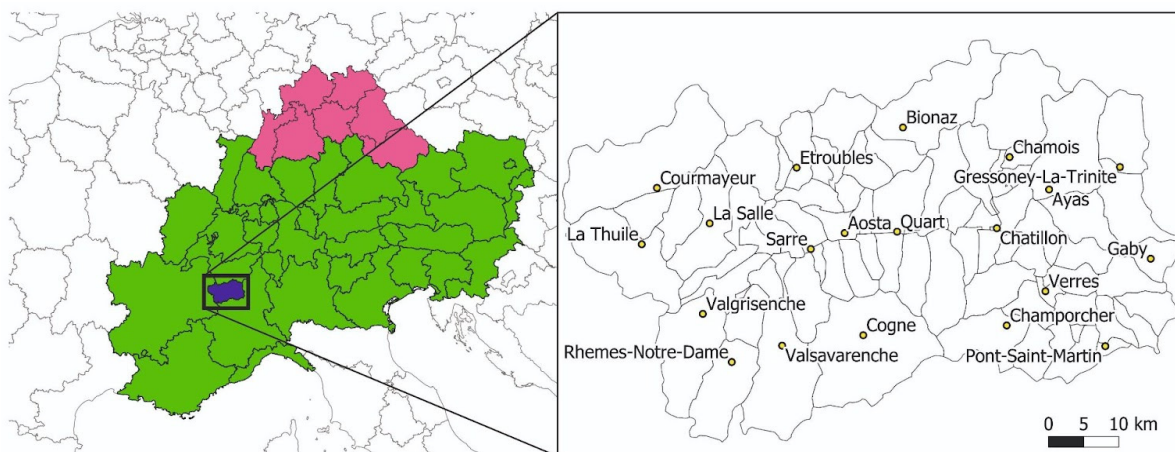 Bionaz
Chamois
Etroubles
Gressoney-La-Trinite
Courmayeur
Ayas
La Salle
Aosta
Quart
La Thuile
Sarre
Chatillon
Gaby
Verres
Valgrisenche
Champorcher
Cogne
Rhemes-Notre-Dame
Valsavarenche
Pont-Saint-Martin
0 5 10 km